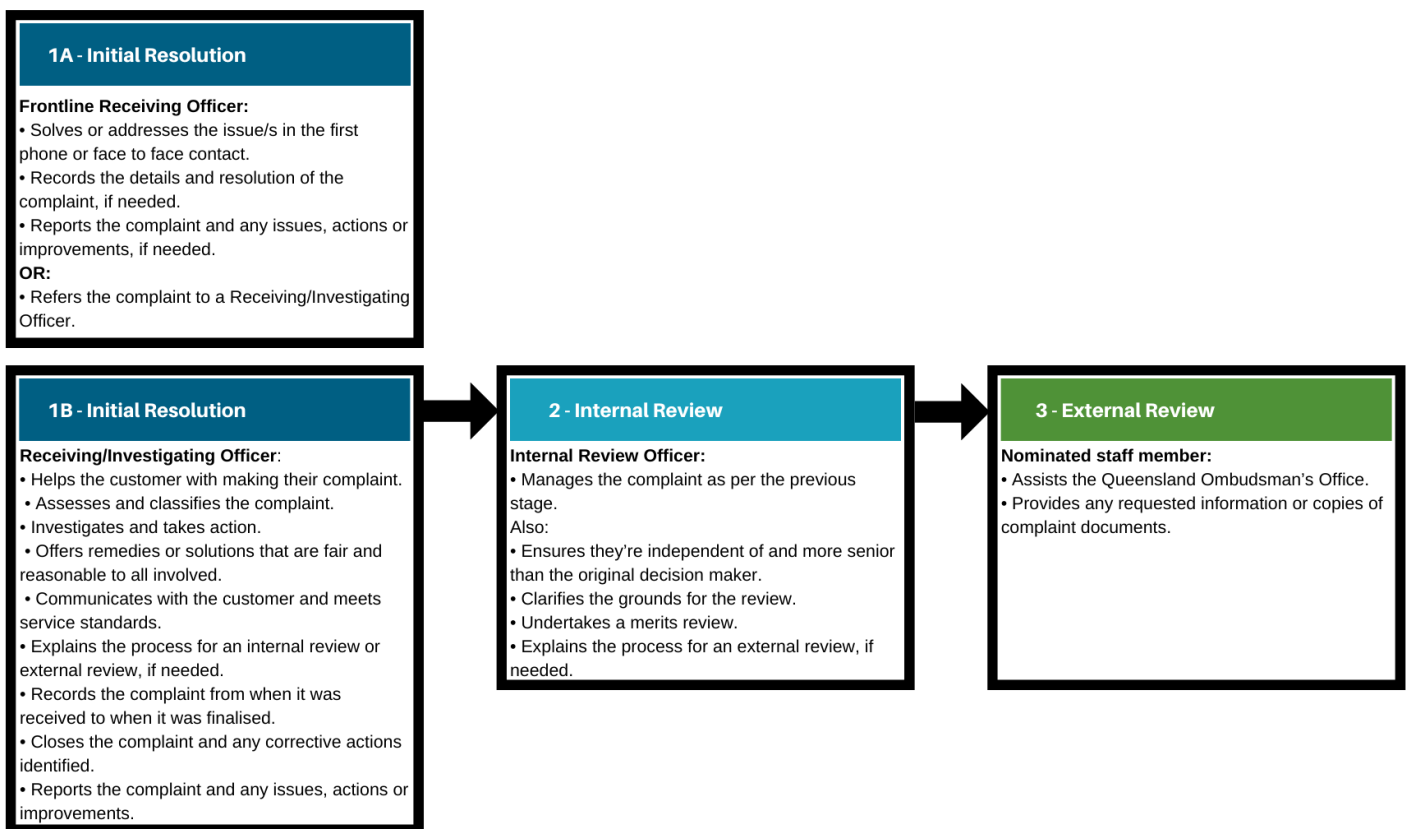 1A - Initial Resolution
Frontline Receiving Officer:
• Solves or addresses the issue/s in the first
phone or face to face contact.
• Records the details and resolution of the
complaint, if needed.
• Reports the complaint and any issues, actions or
improvements, if needed.
OR:
• Refers the complaint to a Receiving/Investigating
Officer.
1B - Initial Resolution
Receiving/Investigating Officer:
• Helps the customer with making their complaint.
• Assesses and classifies the complaint.
• Investigates and takes action.
• Offers remedies or solutions that are fair and
reasonable to all involved.
• Communicates with the customer and meets
service standards.
• Explains the process for an internal review or
external review, if needed.
• Records the complaint from when it was
received to when it was finalised.
• Closes the complaint and any corrective actions
identified.
• Reports the complaint and any issues, actions or
improvements.
2 - Internal Review
Internal Review Officer:
• Manages the complaint as per the previous
stage.
Also:
• Ensures they’re independent of and more senior
than the original decision maker.
• Clarifies the grounds for the review.
• Undertakes a merits review.
• Explains the process for an external review, if
needed.
3 - External Review
Nominated staff member:
• Assists the Queensland Ombudsman’s Office.
• Provides any requested information or copies of
complaint documents.